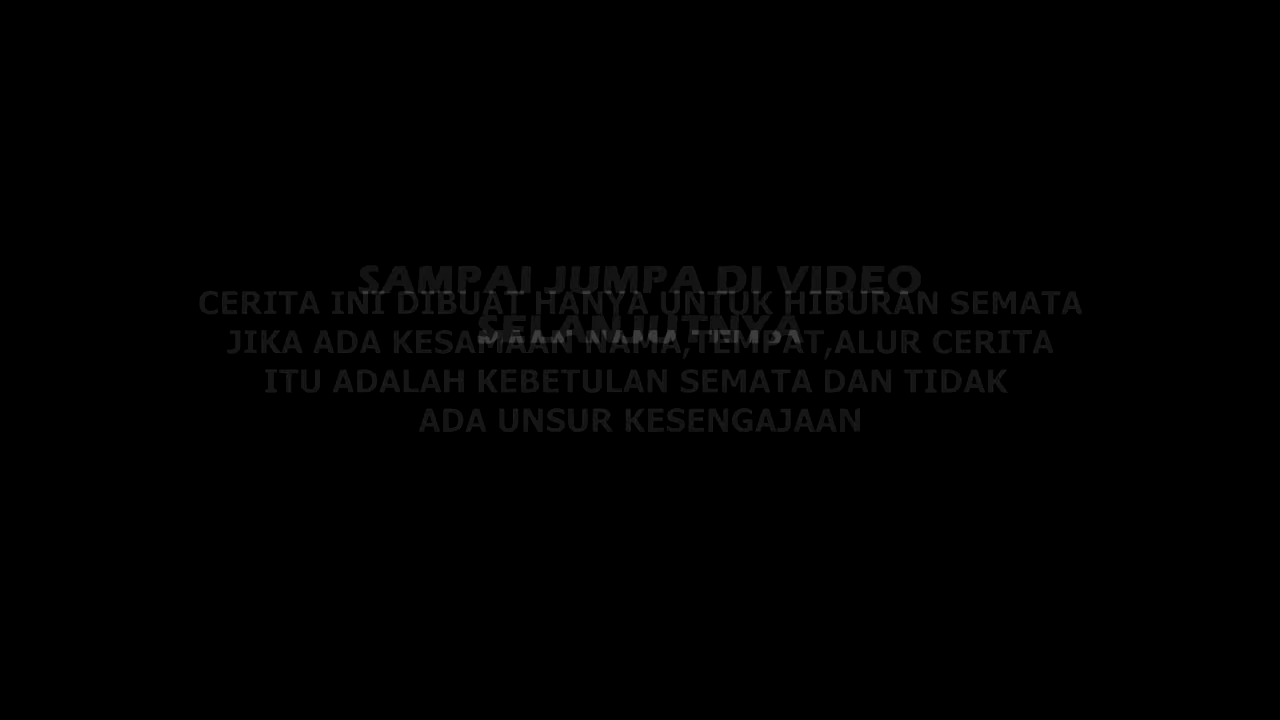 SAMPAI JUMPA DI VIDEO
SELANJUTNYA
CERITA INI DIBUAT HANYA UNTUK HIBURAN SEMATA
JIKA ADA KESAMAAN NAMA,TEMPAT,ALUR CERITA
ITU ADALAH KEBETULAN SEMATA DAN TIDAK
ADA UNSUR KESENGAJAAN